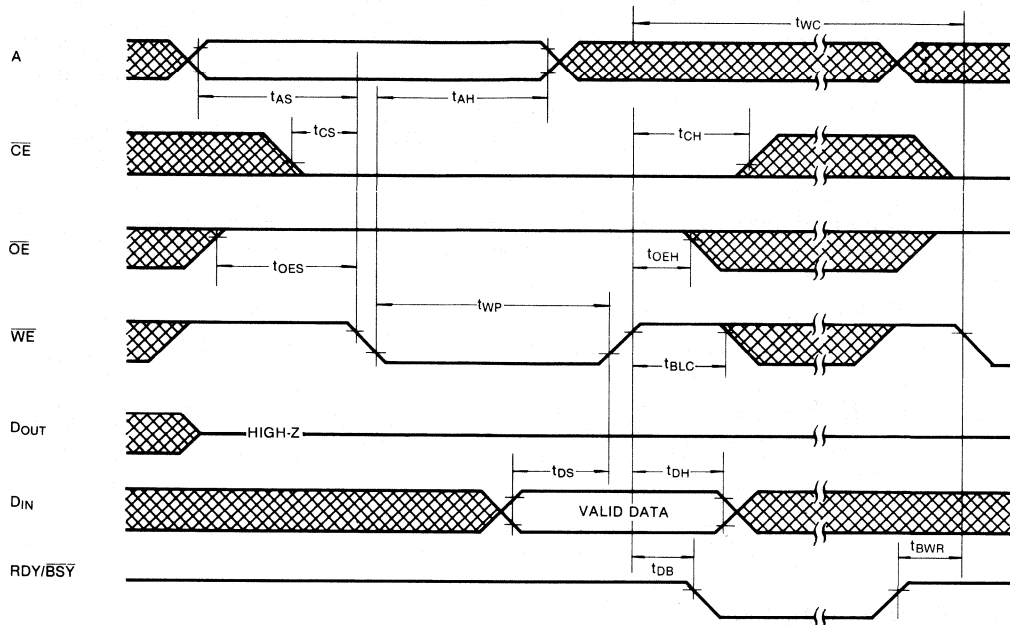 tWC
A
tAS
tAH
tCS
tCH
CE
OE
tOES
tOEH
tWP
WE
tBLC
DOUT
HIGH-Z
tDS
tDH
DIN
VALID DATA
tBWR
RDY/BSY
tDB